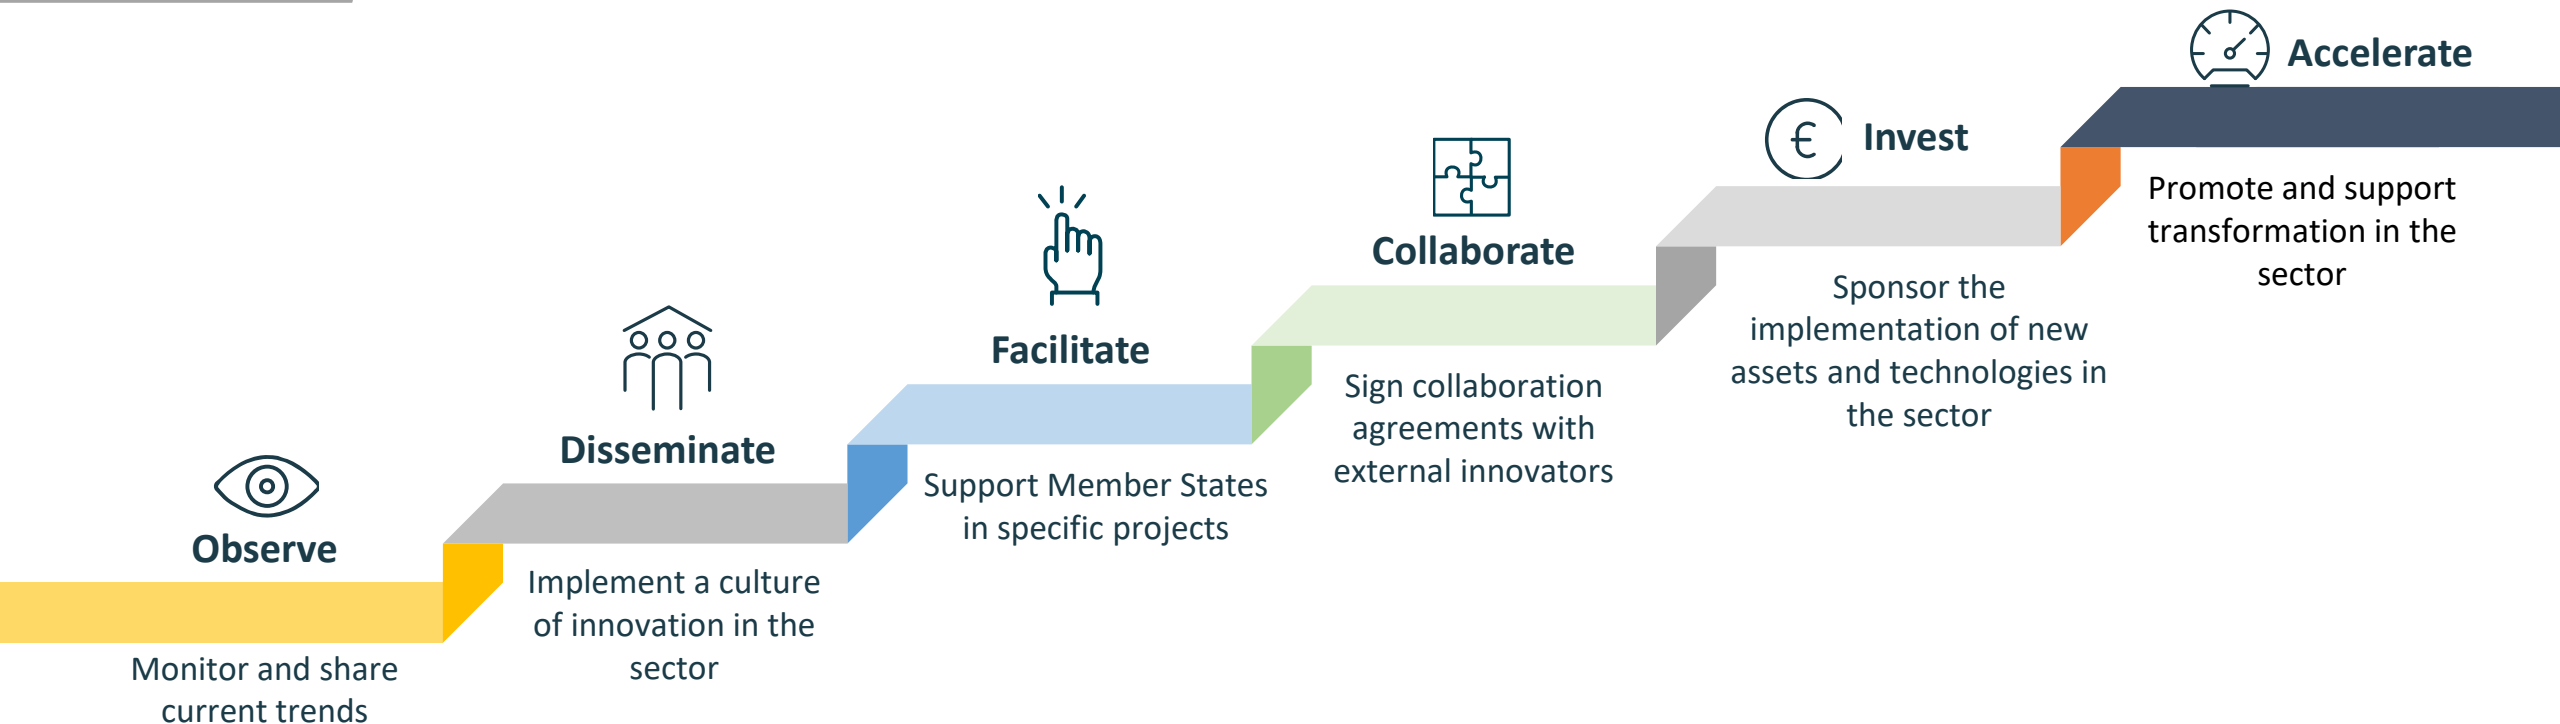 Observe
Monitor and share
current trends
Disseminate
Implement a culture
of innovation in the
sector
Facilitate
Support Member States
in specific projects
Collaborate
Sign collaboration
agreements with
external innovators
€
Invest
Sponsor the
implementation of new
assets and technologies in
the sector
Accelerate
Promote and support
transformation in the
sector